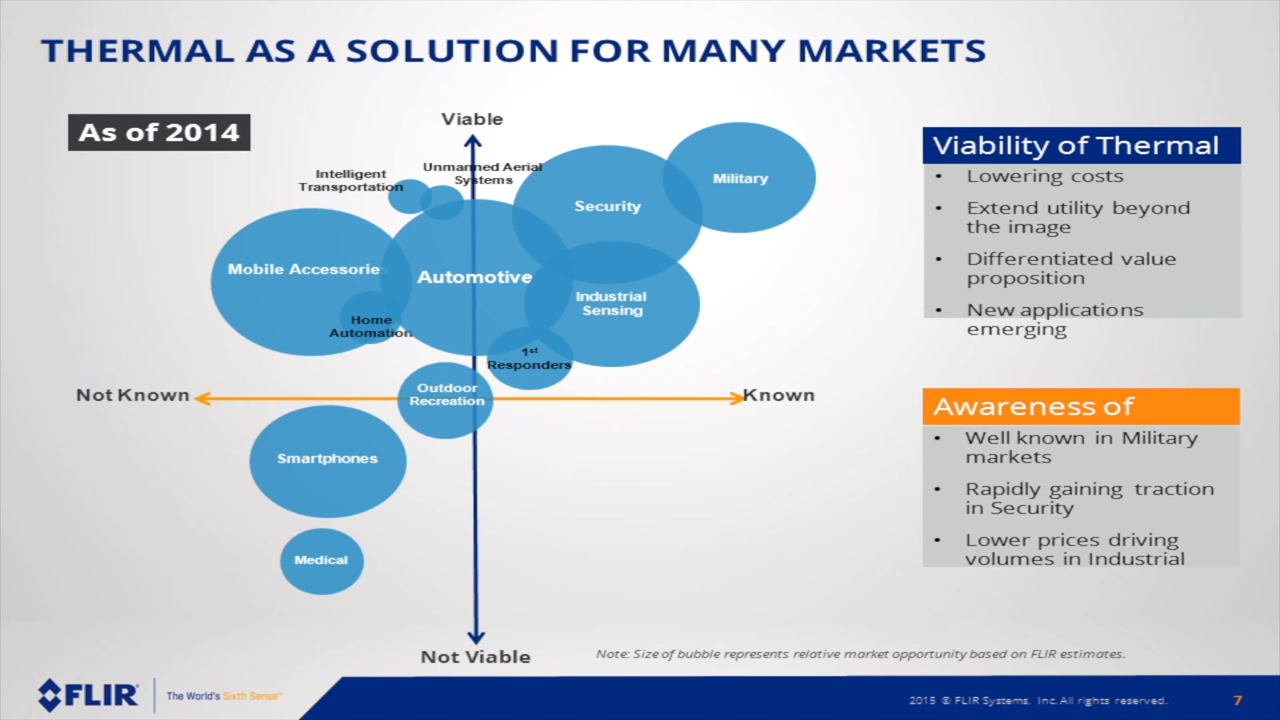 THERMAL AS A SOLUTION FOR MANY MARKETS
As of 2014
Viable
Intelligent
Transportation
Unmanned Aerial
Systems
Military
Security
Mobile Accessorie
Automotive
Industrial
Sensing
Home
Automation
1st
Responders
Outdoor
Recreation
Not Known
Known
Smartphones
Medical
Not Viable
Viability of Thermal
• Lowering costs
• Extend utility beyond
the image
• Differentiated value
proposition
• New applications
emerging
Awareness of
• Well known in Military
markets
• Rapidly gaining traction
in Security
• Lower prices driving
volumes in Industrial
Note: Size of bubble represents relative market opportunity based on FLIR estimates.
FLIR
The World's Sixth Sense™
2015 © FLIR Systems, Inc. All rights reserved.
7